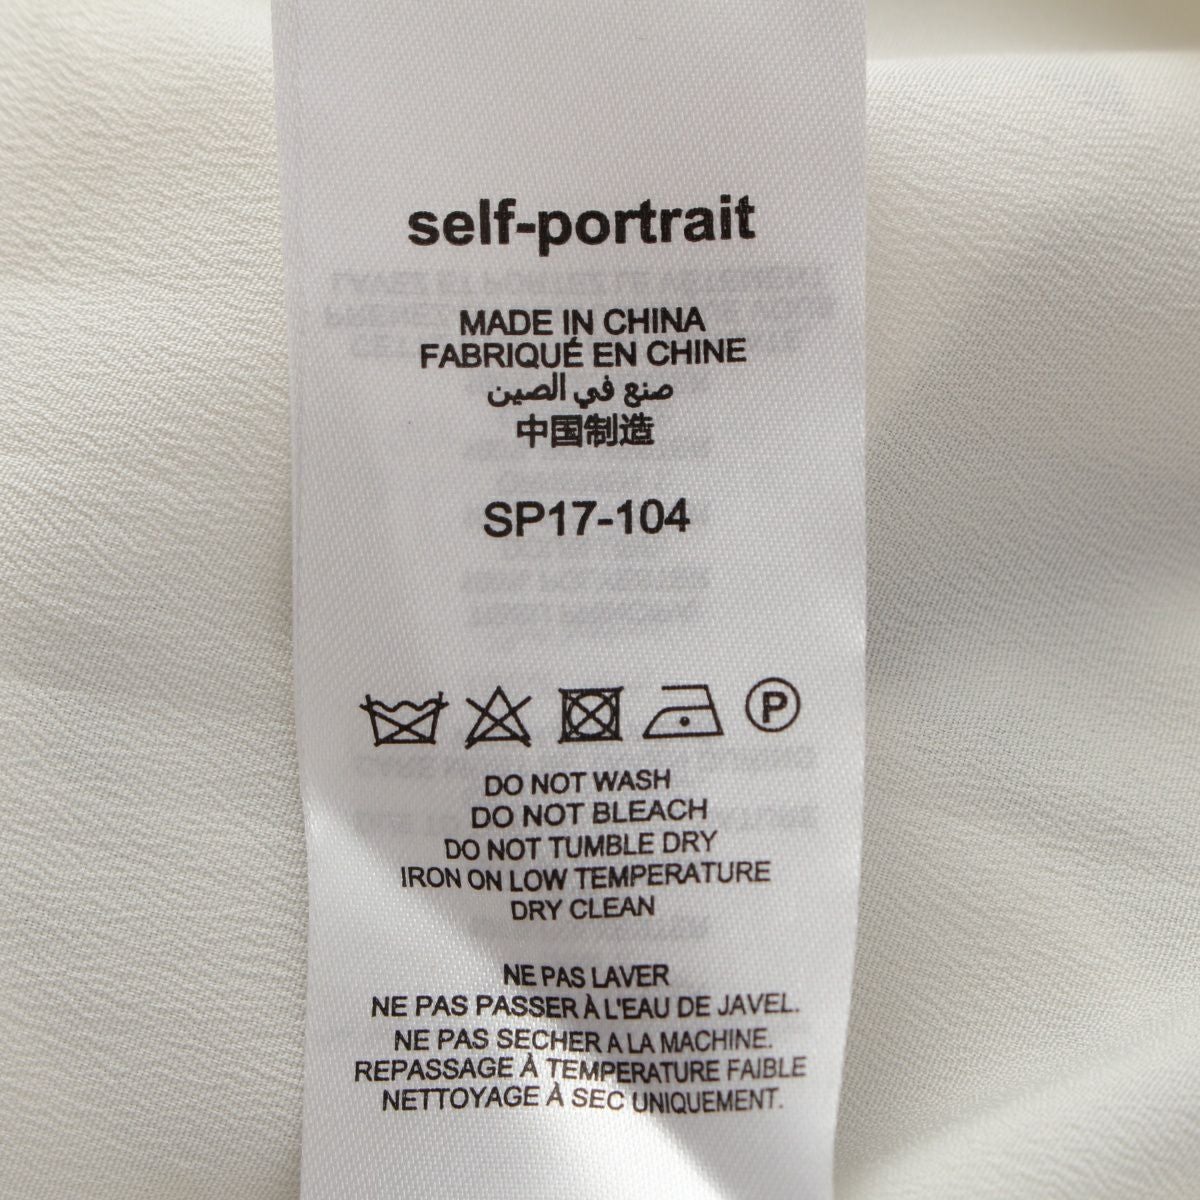 self-portrait
MADE IN CHINA
FABRIQUÉ EN CHINE
صنع في الصين
中国制造
SP17-104
P
DO NOT WASH
DO NOT BLEACH
DO NOT TUMBLE DRY
IRON ON LOW TEMPERATURE
DRY CLEAN
NE PAS LAVER
NE PAS PASSER À L'EAU DE JAVEL.
NE PAS SECHER A LA MACHINE.
REPASSAGE À TEMPERATURE FAIBLE
NETTOYAGE À SEC UNIQUEMENT.